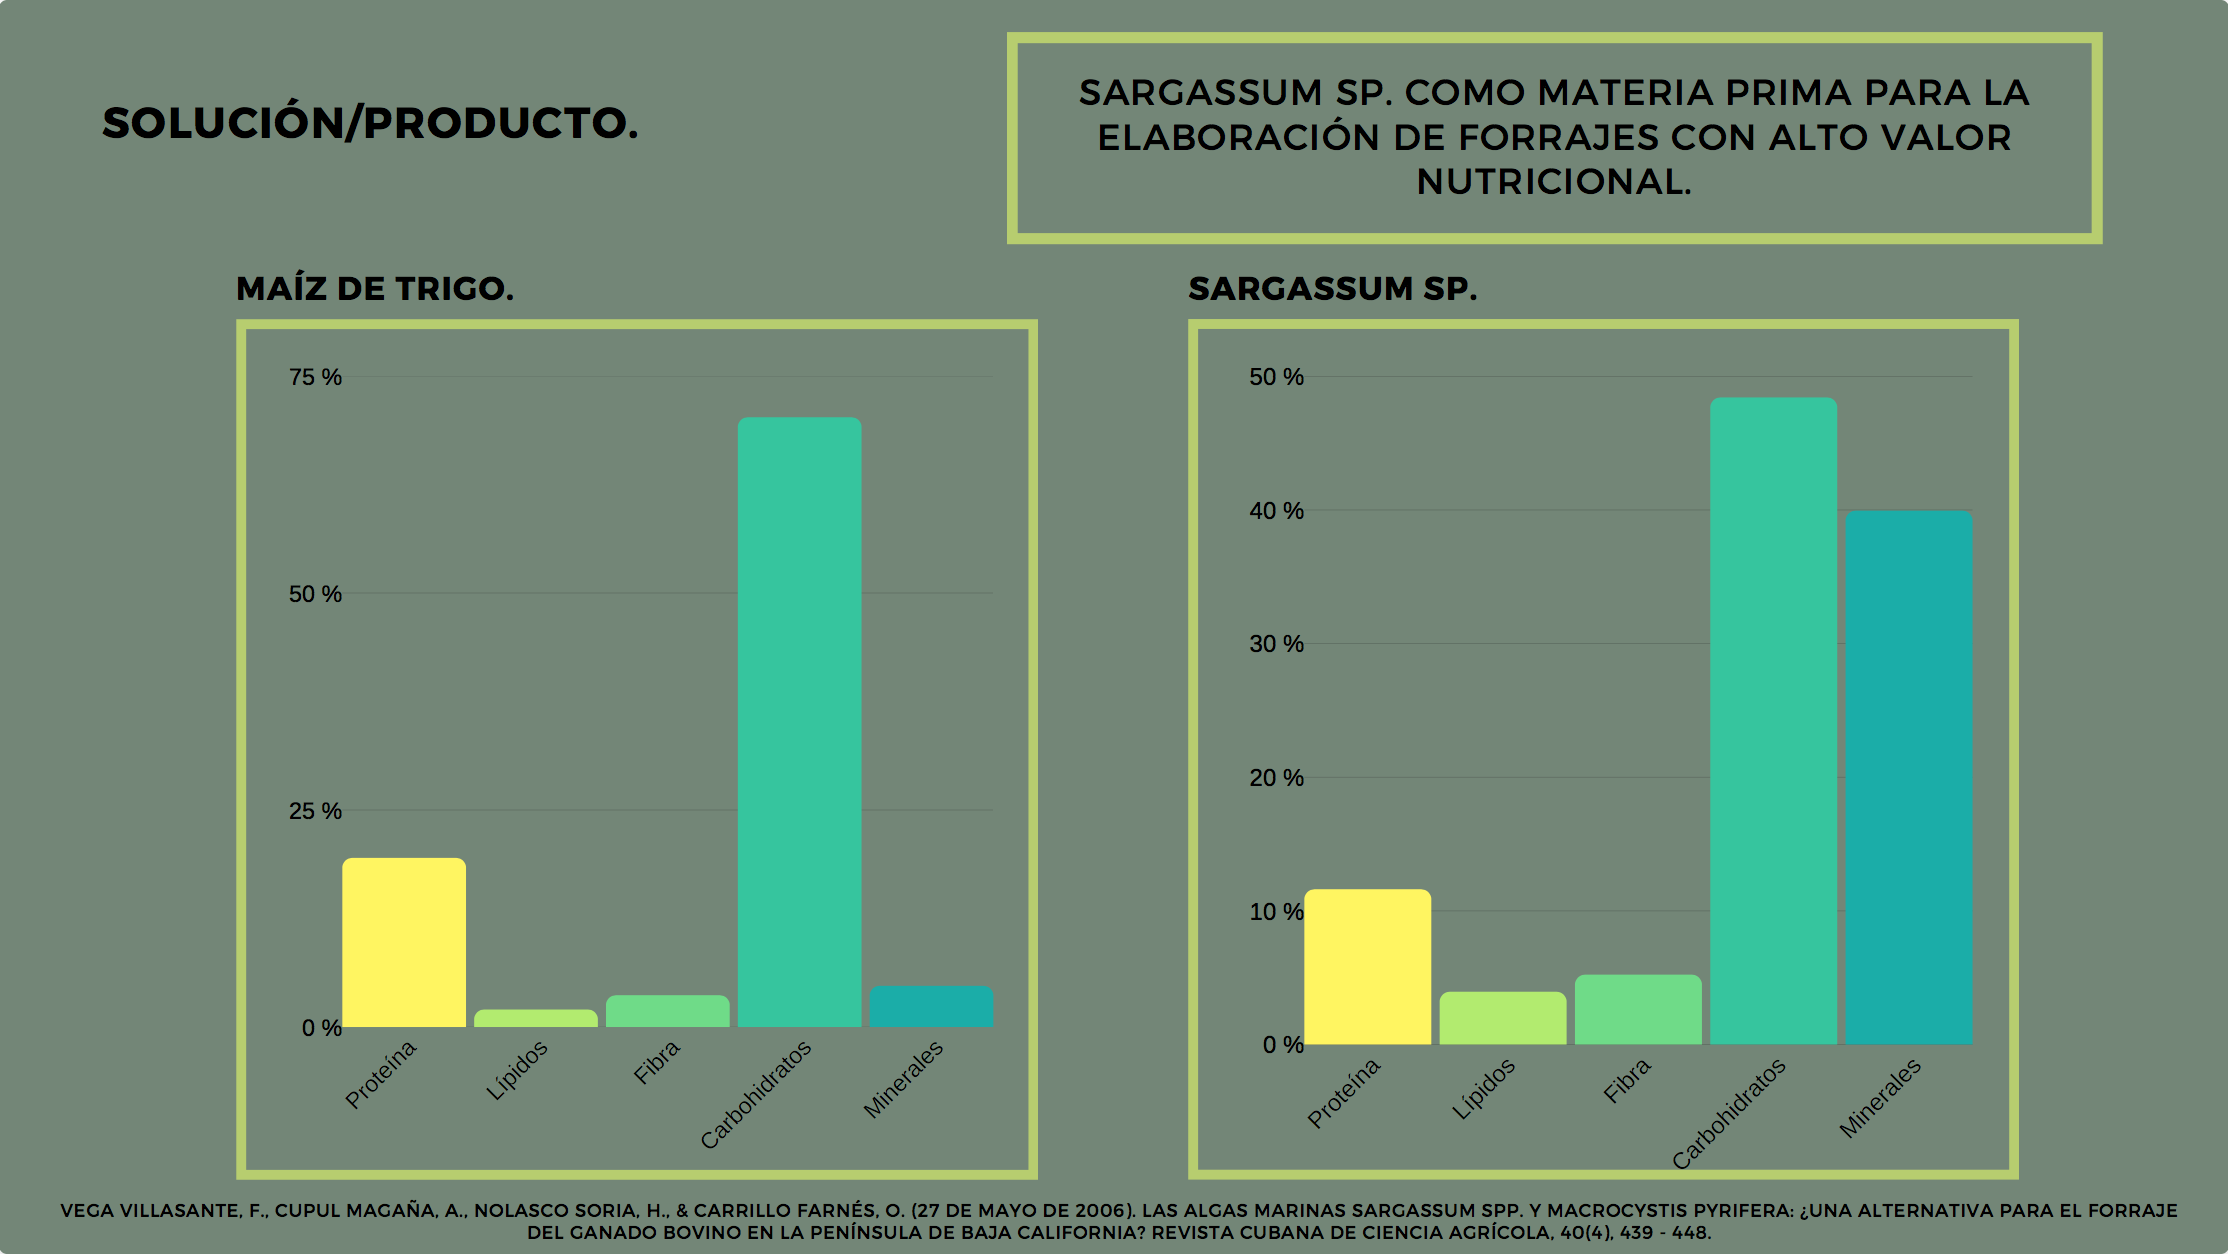 SOLUCIÓN/PRODUCTO.
SARGASSUM SP. COMO MATERIA PRIMA PARA LA
ELABORACIÓN DE FORRAJES CON ALTO VALOR
NUTRICIONAL.
MAÍZ DE TRIGO.
75 %
50 %
25 %
0 %
Proteína
Lípidos
Fibra
Carbohidratos
Minerales
SARGASSUM SP.
50 %
40 %
30 %
20 %
10 %
0 %
Proteína
Lípidos
Fibra
Carbohidratos
Minerales
VEGA VILLASANTE, F., CUPUL MAGAÑA, A., NOLASCO SORIA, H., & CARRILLO FARNÉS, O. (27 DE MAYO DE 2006). LAS ALGAS MARINAS SARGASSUM SPP. Y MACROCYSTIS PYRIFERA: ¿UNA ALTERNATIVA PARA EL FORRAJE
DEL GANADO BOVINO EN LA PENÍNSULA DE BAJA CALIFORNIA? REVISTA CUBANA DE CIENCIA AGRÍCOLA, 40(4), 439 - 448.